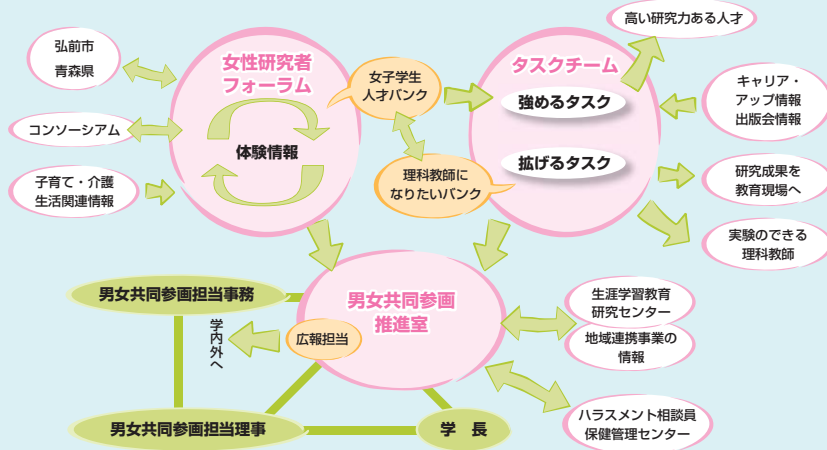 高い研究力ある人才
弘前市
青森県
女性研究者
フォーラム
女子学生
人才バンク
タスクチーム
強めるタスク
キャリア・
アップ情報
出版会情報
コンソーシアム
体験情報
拡げるタスク
理科教師に
なりたいバンク
子育て・介護
生活関連情報
研究成果を
教育現場へ
実験のできる
理科教師
男女共同参画担当事務
男女共同参画
推進室
生涯学習教育
研究センター
学内外へ
広報担当
地域連携事業の
情報
ハラスメント相談員
保健管理センター
男女共同参画担当理事
学　長